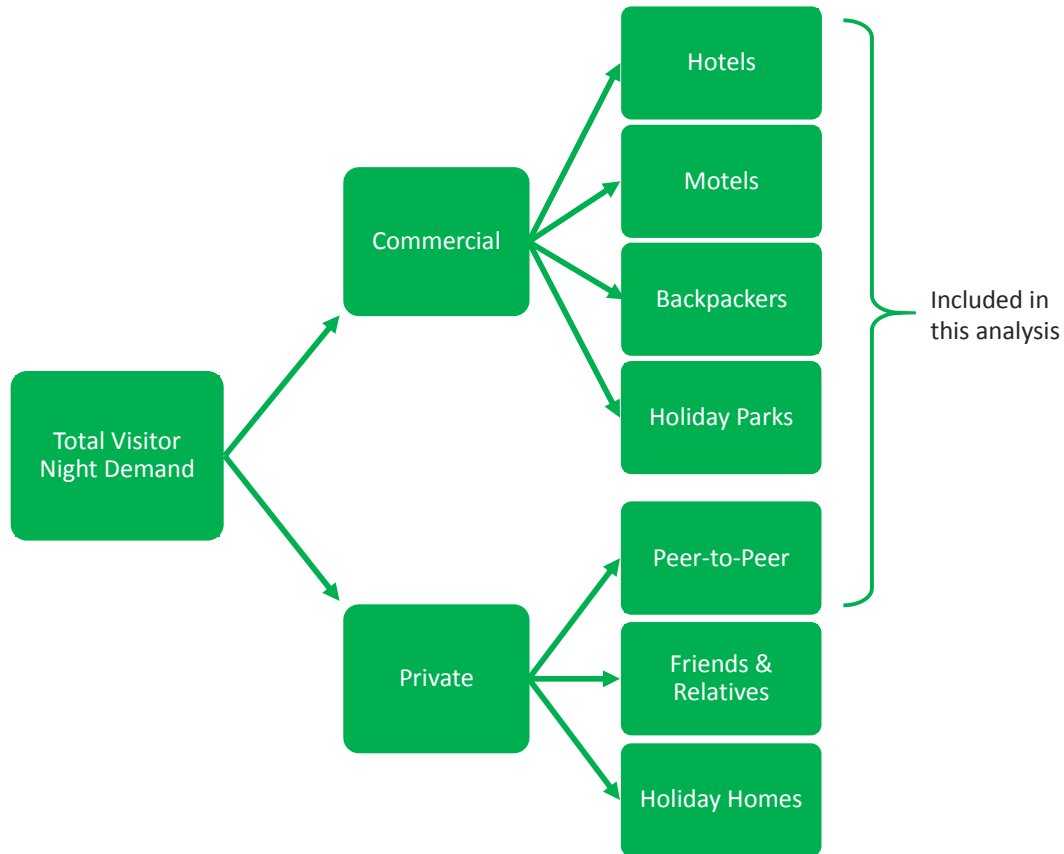 Hotels
Motels
Commercial
Backpackers
Included in
this analysis
Holiday Parks
Total Visitor
Night Demand
Peer-to-Peer
Private
Friends &
Relatives
Holiday Homes